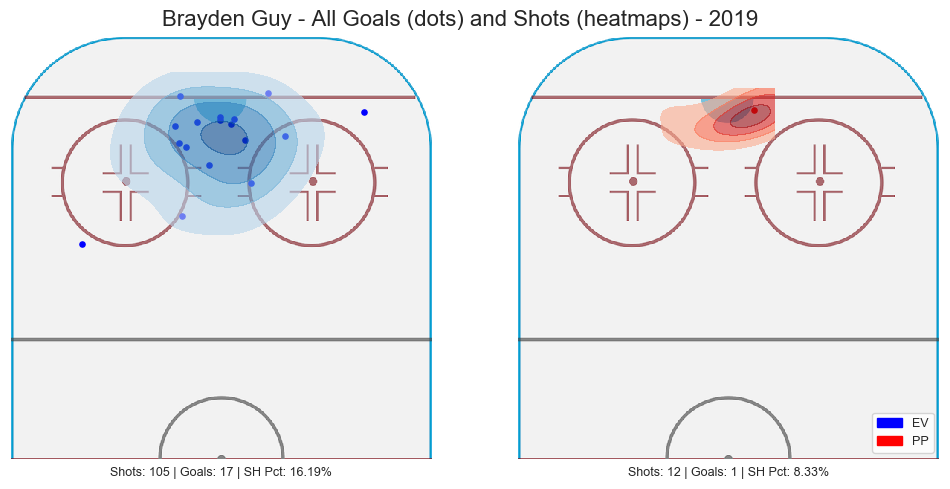 Brayden Guy - All Goals (dots) and Shots (heatmaps) - 2019
EV
PP
Shots: 105 | Goals: 17 | SH Pct: 16.19%
Shots: 12 | Goals: 1 | SH Pct: 8.33%